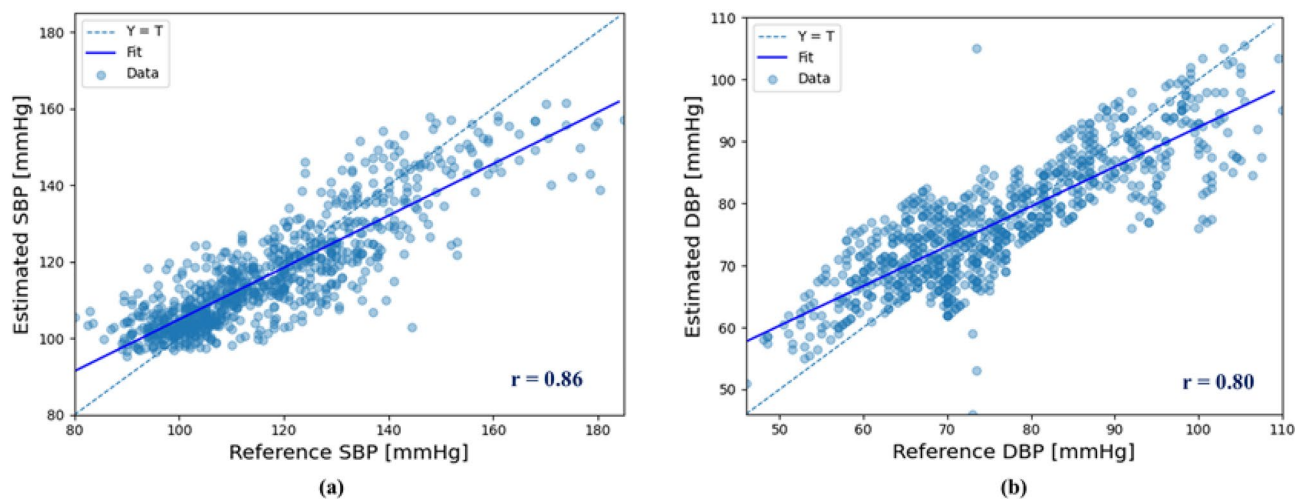 Y = T
Fit
Data
180
160
140
120
100
80
Estimated SBP [mmHg]
r = 0.86
80 100 120 140 160 180
Reference SBP [mmHg]
(a)
Y = T
Fit
Data
100
90
80
70
60
50
Estimated DBP [mmHg]
r = 0.80
50 60 70 80 90 100 110
Reference DBP [mmHg]
(b)